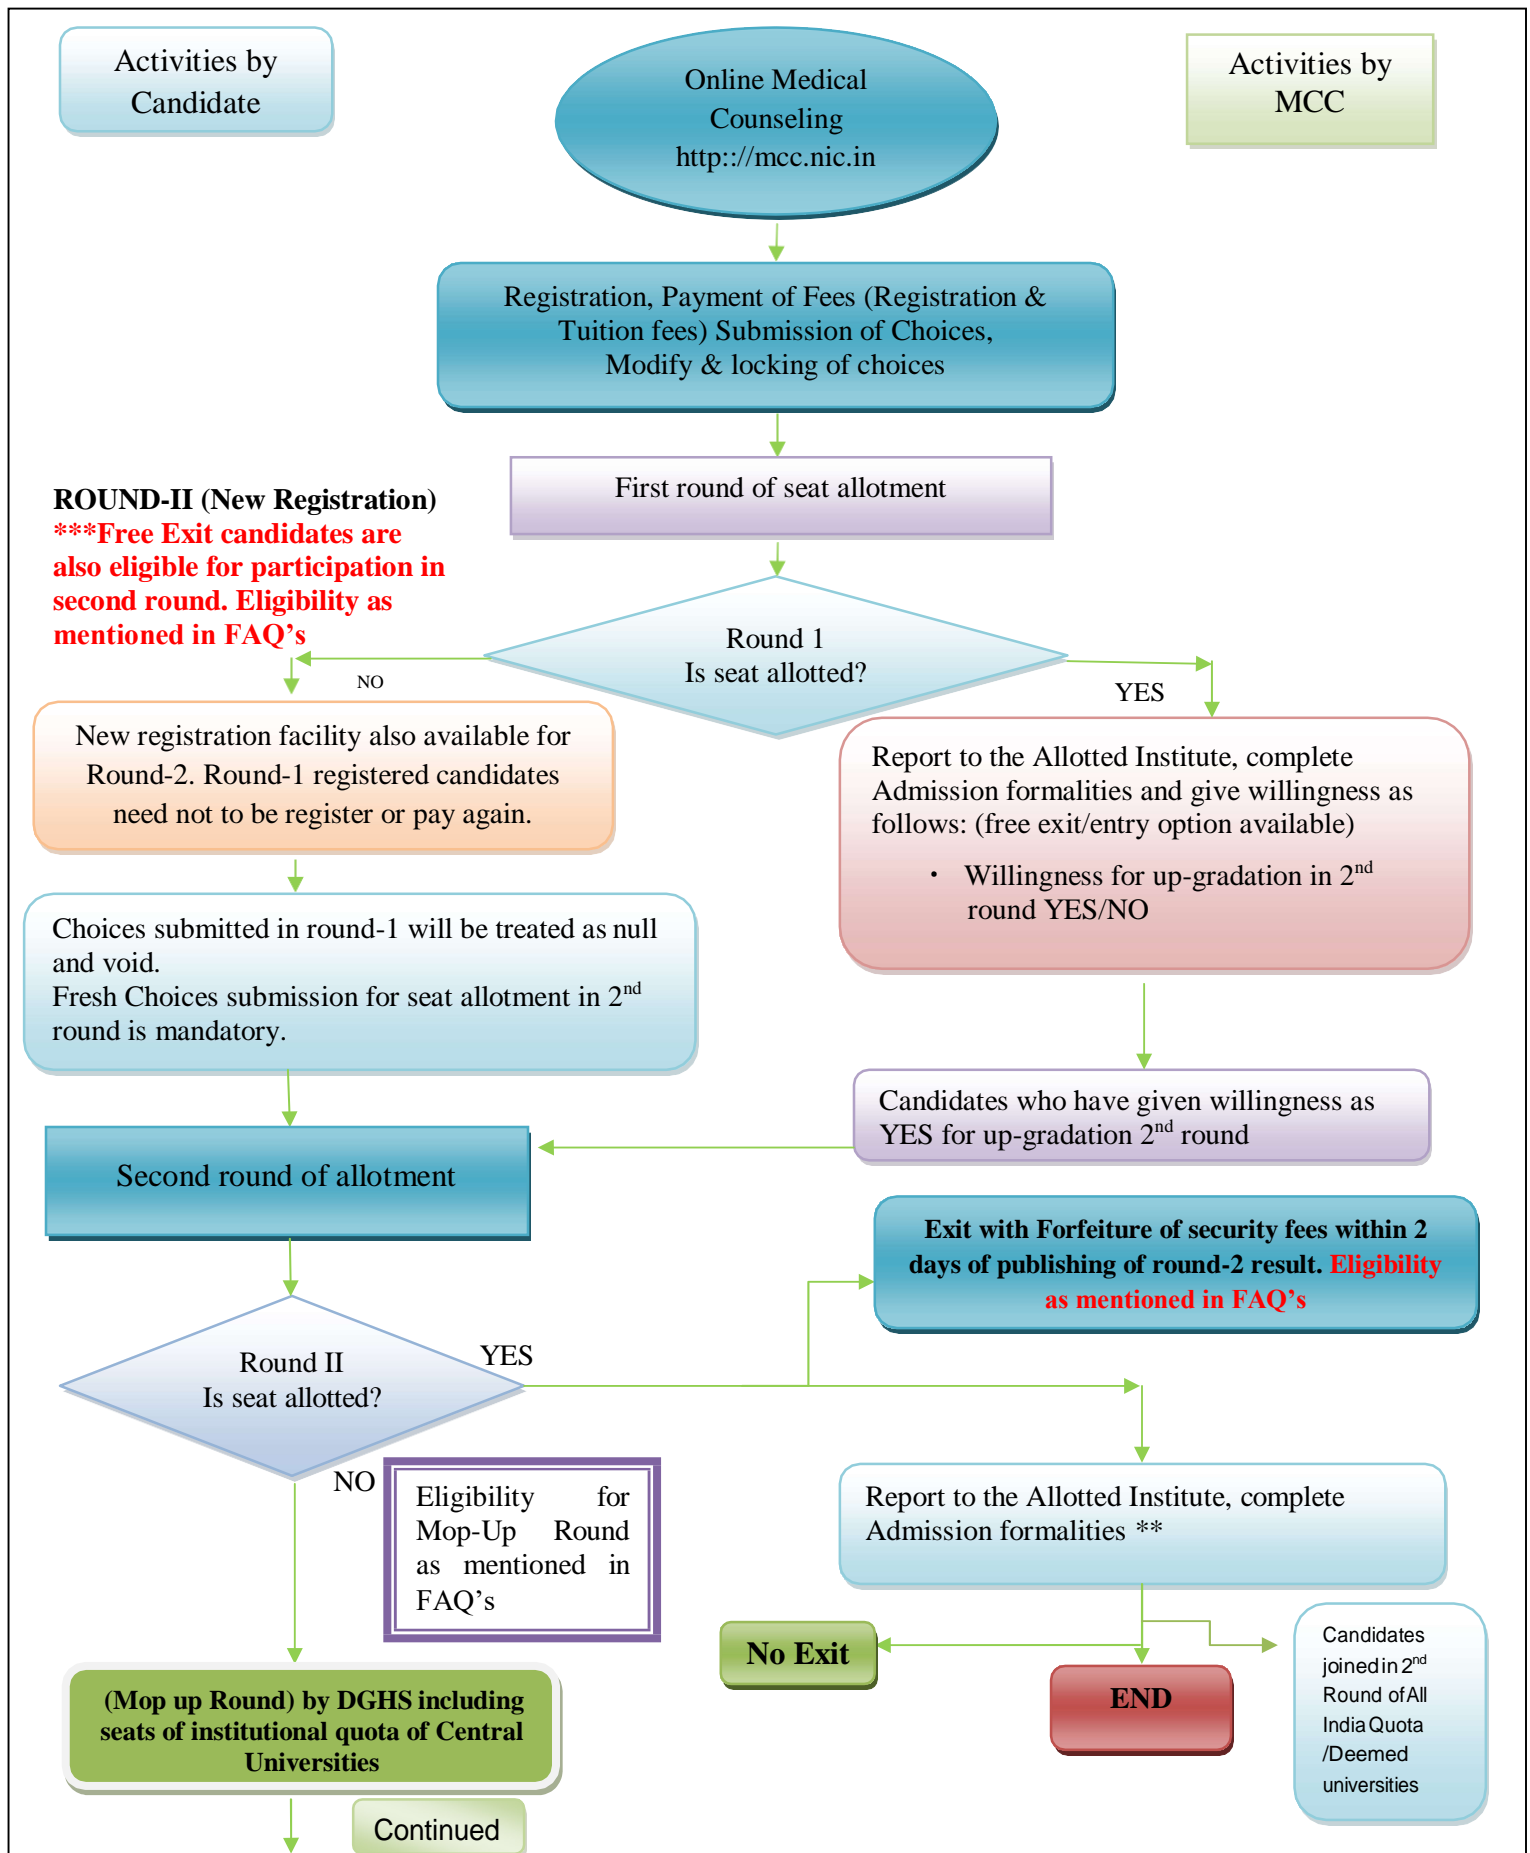 Activities by
Candidate
Online Medical
Counseling
http:://mcc.nic.in
Activities by
MCC
Registration, Payment of Fees (Registration &
Tuition fees) Submission of Choices,
Modify & locking of choices
First round of seat allotment
ROUND-II (New Registration)
***Free Exit candidates are
also eligible for participation in
second round. Eligibility as
mentioned in FAQ’s
Round 1
Is seat allotted?
NO
YES
New registration facility also available for
Round-2. Round-1 registered candidates
need not to be register or pay again.
Report to the Allotted Institute, complete
Admission formalities and give willingness as
follows: (free exit/entry option available)
· Willingness for up-gradation in 2nd
round YES/NO
Choices submitted in round-1 will be treated as null
and void.
Fresh Choices submission for seat allotment in 2nd
round is mandatory.
Candidates who have given willingness as
YES for up-gradation 2nd round
Second round of allotment
Exit with Forfeiture of security fees within 2
days of publishing of round-2 result. Eligibility
as mentioned in FAQ’s
Round II
Is seat allotted?
YES
NO
Eligibility for
Mop-Up Round
as mentioned in
FAQ’s
Report to the Allotted Institute, complete
Admission formalities **
No Exit
END
Candidates
joined in 2nd
Round of All
India Quota
/Deemed
universities
(Mop up Round) by DGHS including
seats of institutional quota of Central
Universities
Continued